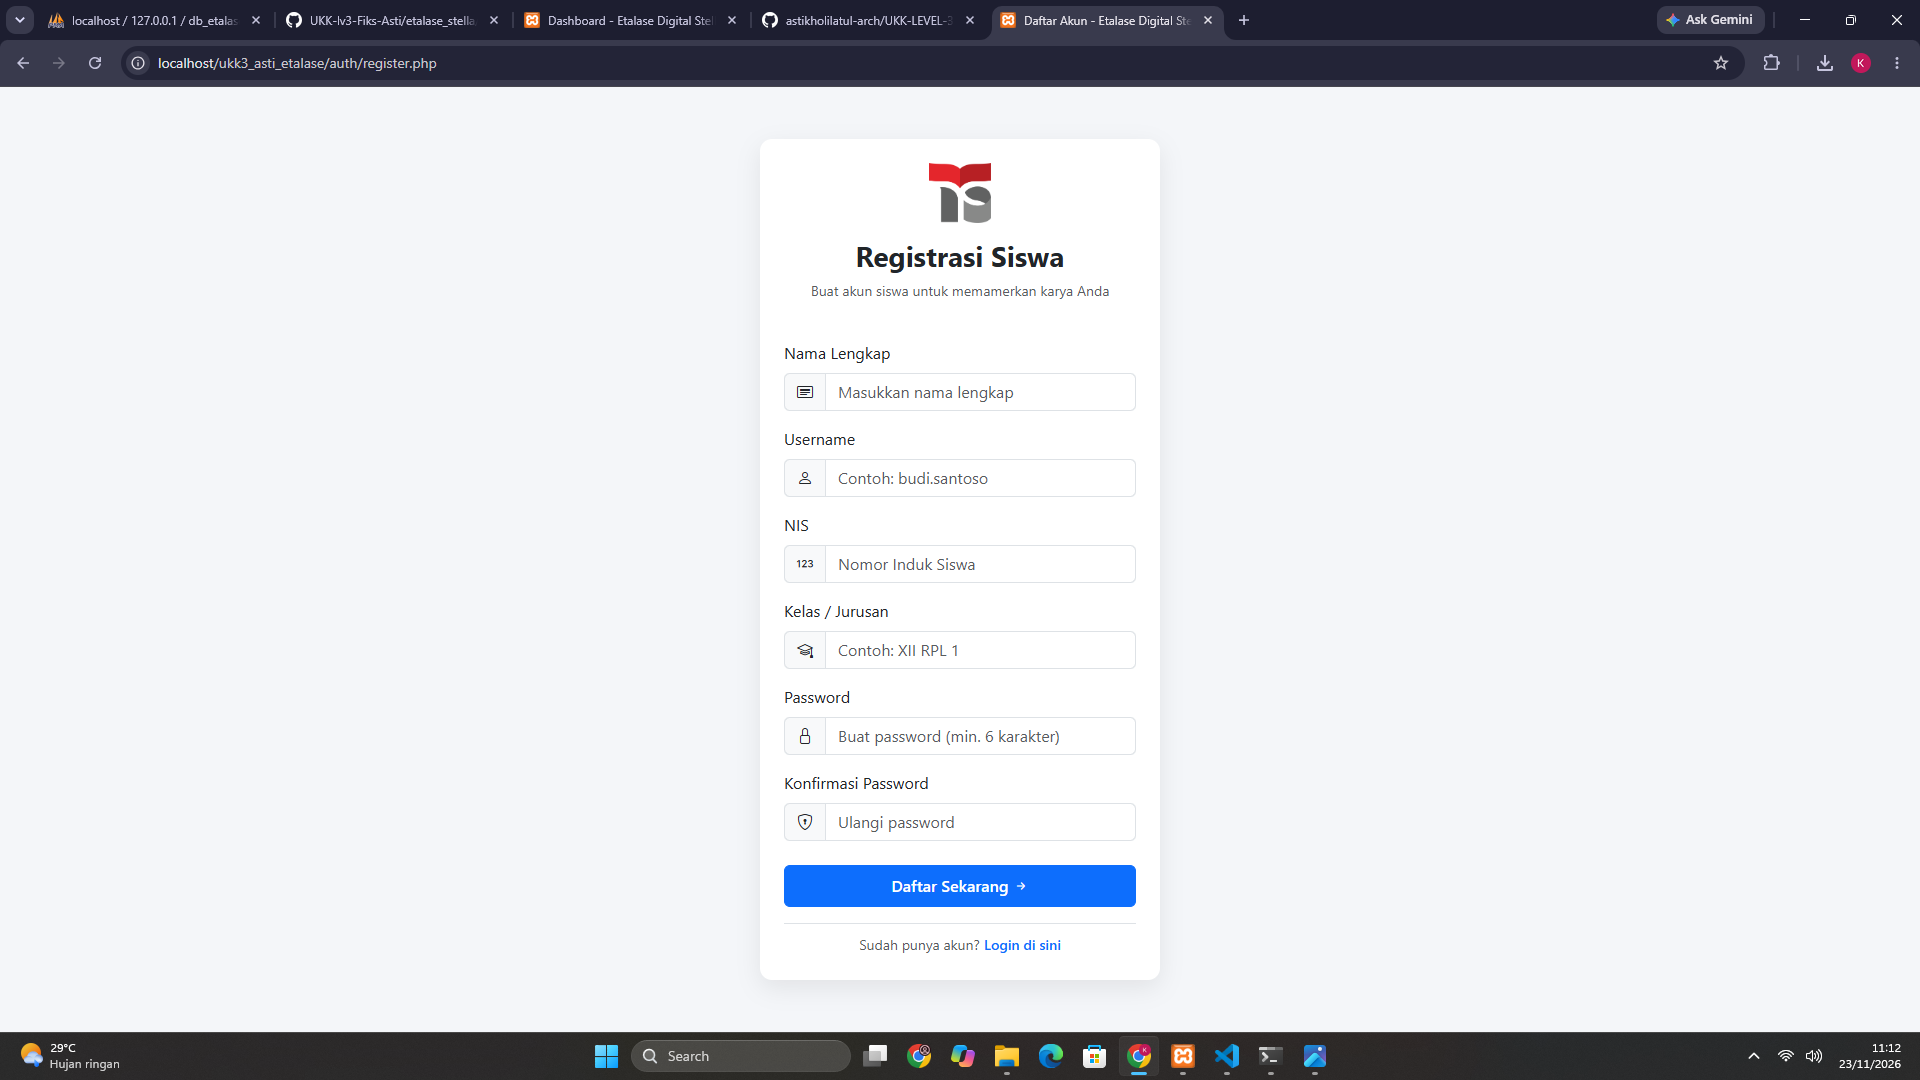 localhost / 127.0.0.1 / db_etalas
UKK-lv3-Fiks-Asti/etalase_stella
Dashboard - Etalase Digital Stel
astikholilatul-arch/UKK-LEVEL-3
Daftar Akun - Etalase Digital Ste
Ask Gemini
localhost/ukk3_asti_etalase/auth/register.php
K
Registrasi Siswa
Buat akun siswa untuk memamerkan karya Anda
Nama Lengkap
Masukkan nama lengkap
Username
Contoh: budi.santoso
NIS
123
Nomor Induk Siswa
Kelas / Jurusan
Contoh: XII RPL 1
Password
Buat password (min. 6 karakter)
Konfirmasi Password
Ulangi password
Daftar Sekarang →
Sudah punya akun? Login di sini
29°C
Hujan ringan
Search
11:12
23/11/2026